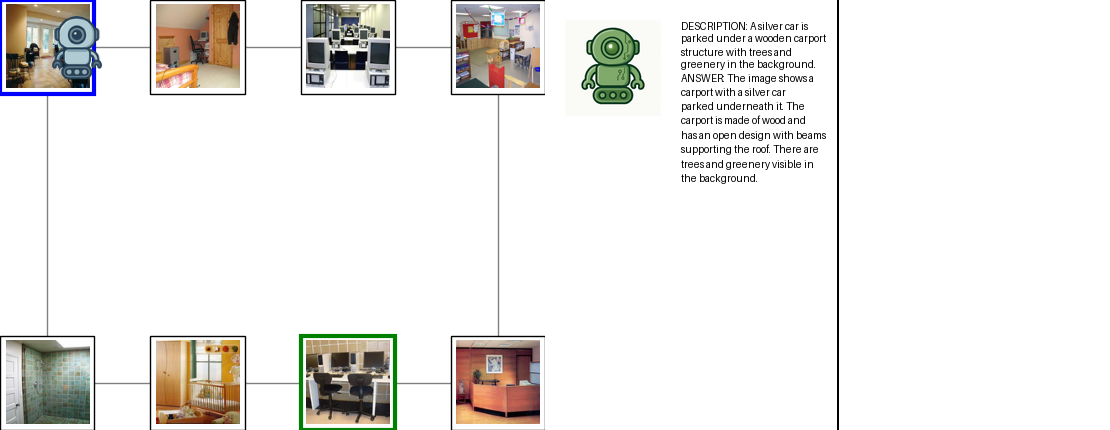 DESCRIPTION: A silver car is
parked under a wooden carport
structure with trees and
greenery in the background.
ANSWER: The image shows a
carport with a silver car
parked underneath it. The
carport is made of wood and
has an open design with beams
supporting the roof. There are
trees and greenery visible in
the background.